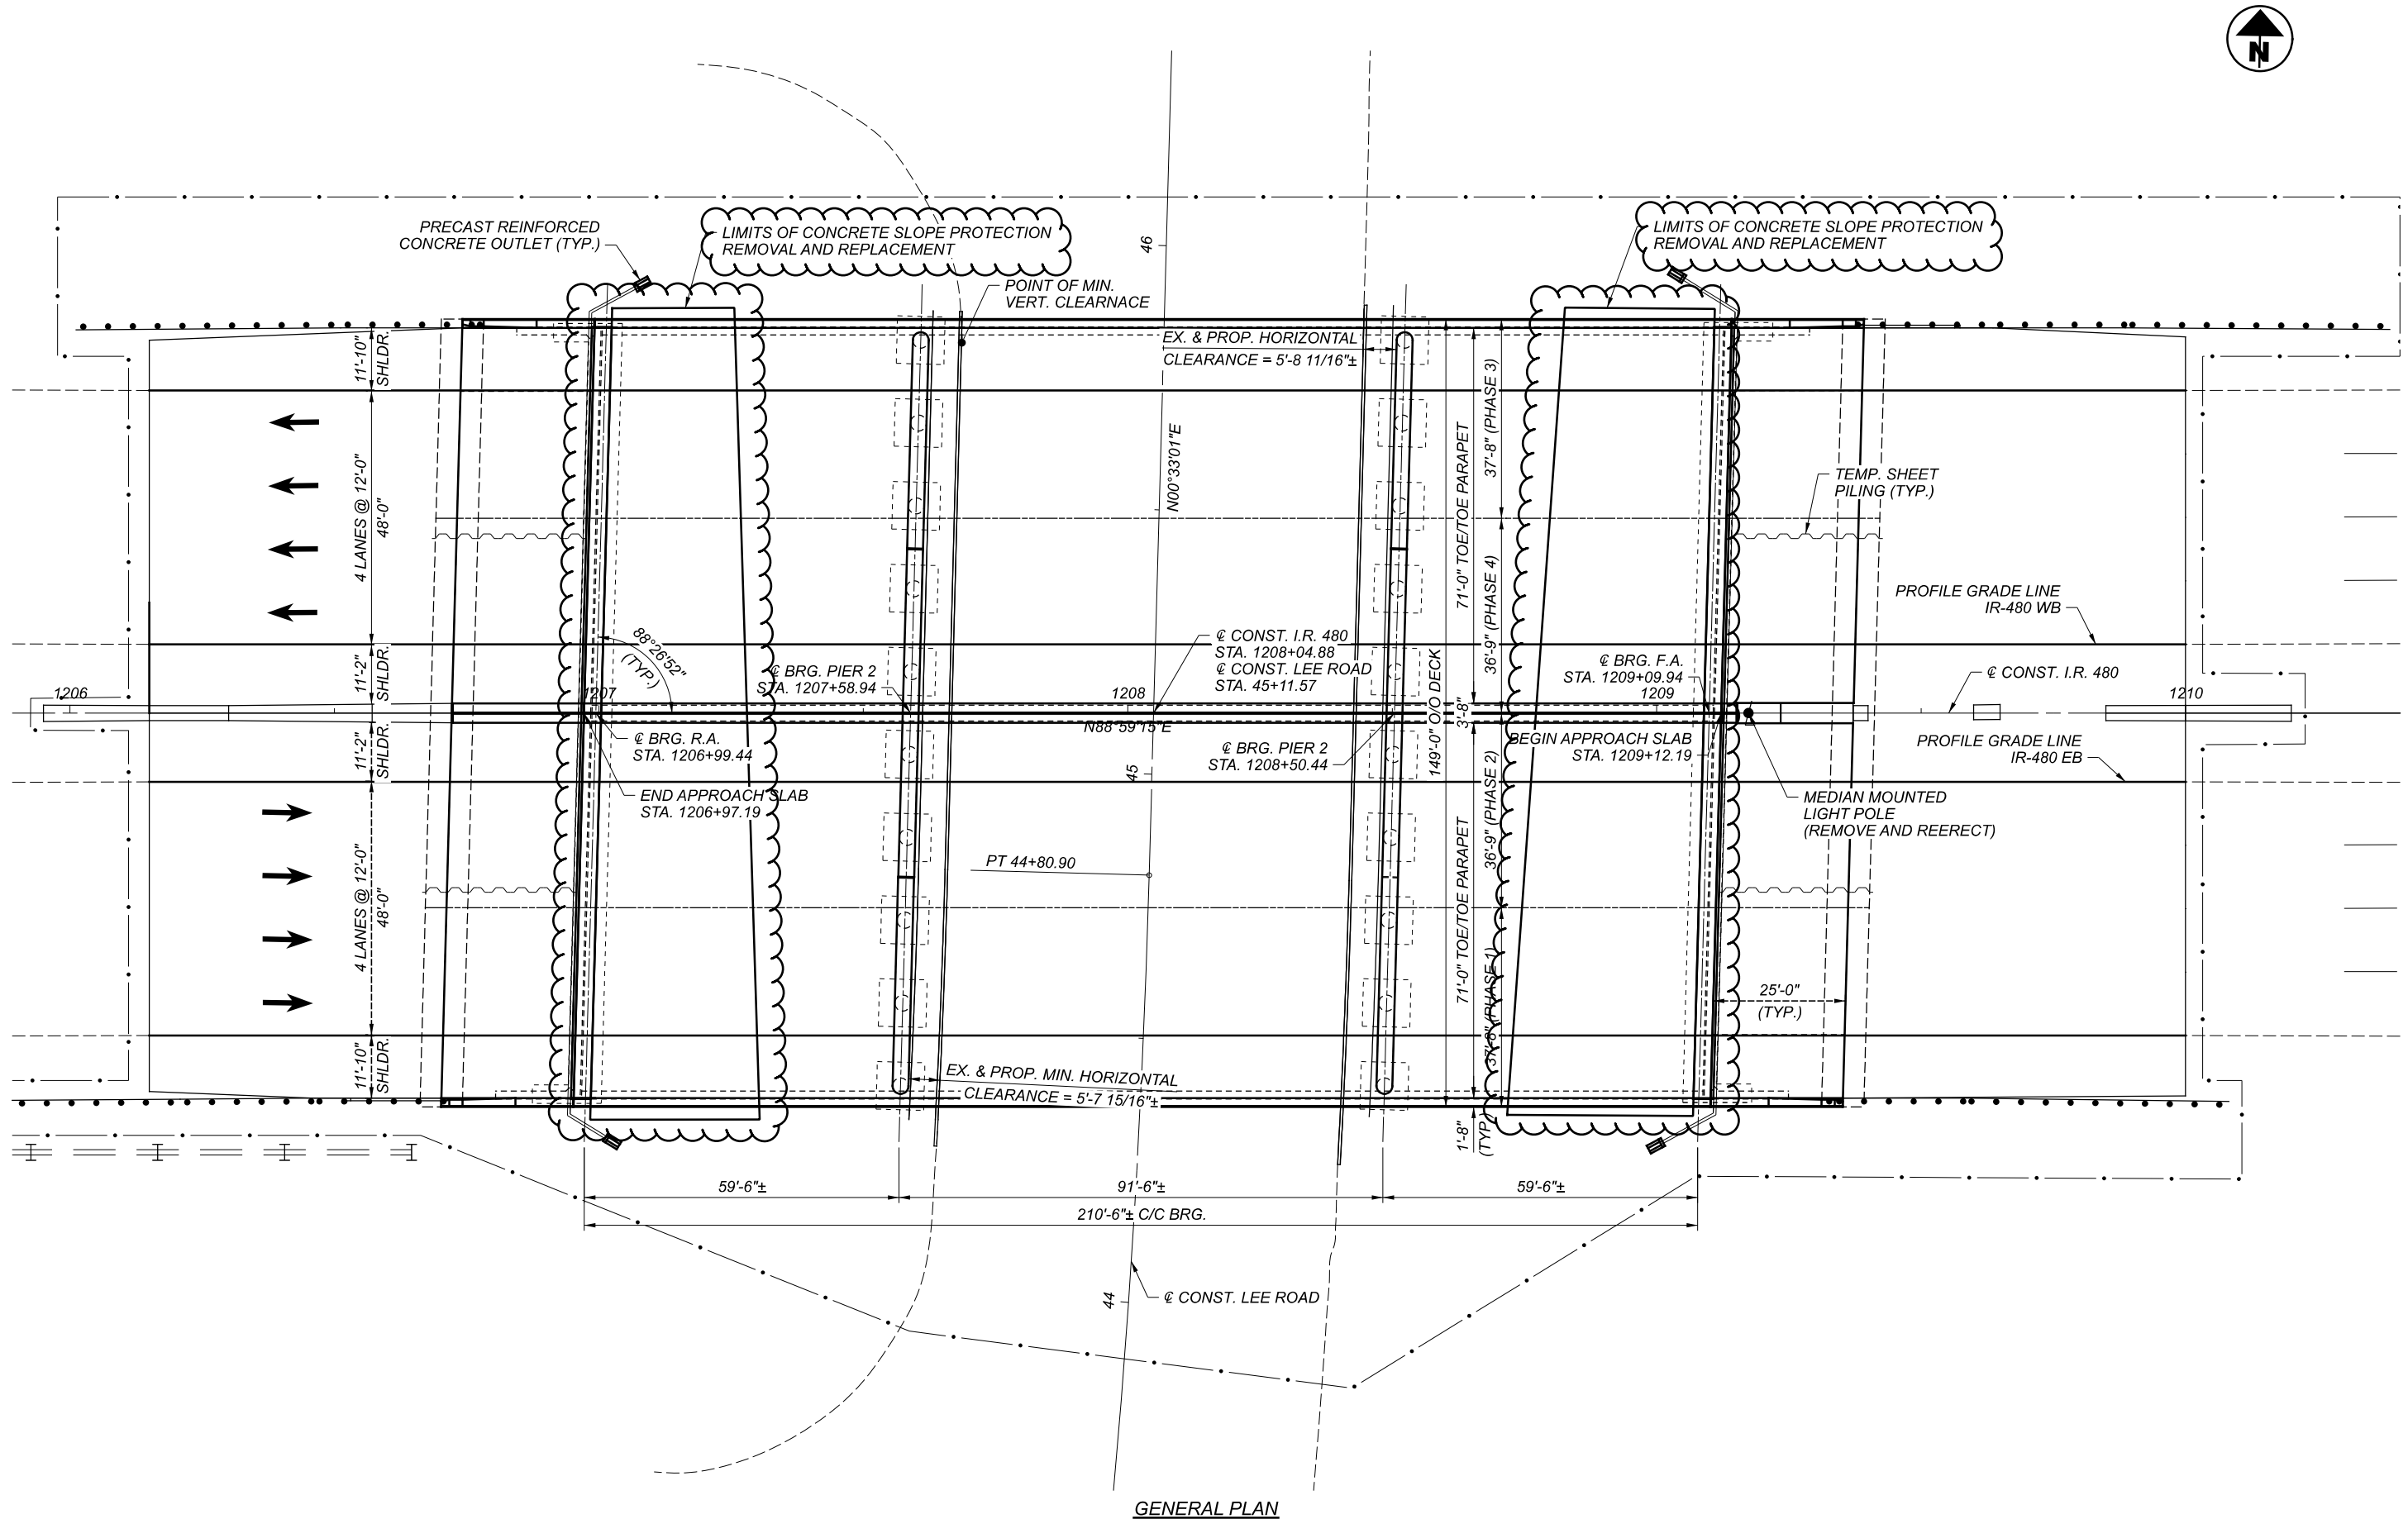 N
PRECAST REINFORCED
CONCRETE OUTLET (TYP.)
LIMITS OF CONCRETE SLOPE PROTECTION
REMOVAL AND REPLACEMENT
LIMITS OF CONCRETE SLOPE PROTECTION
REMOVAL AND REPLACEMENT
46
POINT OF MIN.
VERT. CLEARNACE
EX. & PROP. HORIZONTAL
CLEARANCE = 5'-8 11/16"±
11'-10"
SHLDR.
4 LANES @ 12'-0"
48'-0"
11'-2"
SHLDR.
11'-2"
SHLDR.
4 LANES @ 12'-0"
48'-0"
11'-10"
SHLDR.
N00°33'01"E
71'-0" TOE/TOE PARAPET
37'-8" (PHASE 3)
36'-9" (PHASE 4)
149'-0" O/O DECK
3'-8"
36'-9" (PHASE 2)
71'-0" TOE/TOE PARAPET
37'-8" (PHASE 1)
1'-8"
(TYP.)
TEMP. SHEET
PILING (TYP.)
PROFILE GRADE LINE
IR-480 WB
88°26'52"
(TYP.)
℄ BRG. PIER 2
STA. 1207+58.94
℄ CONST. I.R. 480
STA. 1208+04.88
℄ CONST. LEE ROAD
STA. 45+11.57
℄ BRG. F.A.
STA. 1209+09.94
℄ CONST. I.R. 480
1206
1207
1208
1209
1210
N88°59'15"E
℄ BRG. R.A.
STA. 1206+99.44
℄ BRG. PIER 2
STA. 1208+50.44
BEGIN APPROACH SLAB
STA. 1209+12.19
PROFILE GRADE LINE
IR-480 EB
45
END APPROACH SLAB
STA. 1206+97.19
MEDIAN MOUNTED
LIGHT POLE
(REMOVE AND REERECT)
PT 44+80.90
25'-0"
(TYP.)
EX. & PROP. MIN. HORIZONTAL
CLEARANCE = 5'-7 15/16"±
59'-6"±
91'-6"±
59'-6"±
210'-6"± C/C BRG.
44
℄ CONST. LEE ROAD
GENERAL PLAN